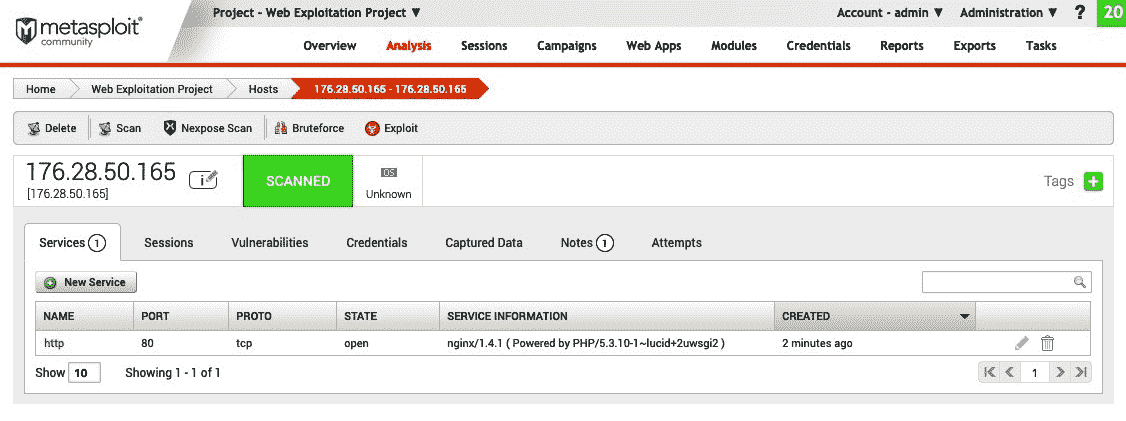 metasploit®
community
Project - Web Exploitation Project ▼
Account - admin ▼ Administration ▼ ? 20
Overview Analysis Sessions Campaigns Web Apps Modules Credentials Reports Exports Tasks
Home Web Exploitation Project Hosts 176.28.50.165 - 176.28.50.165
Delete Scan Nexpose Scan Bruteforce Exploit
176.28.50.165
[176.28.50.165]
i
SCANNED
OS
Unknown
Tags +
Services 1 Sessions Vulnerabilities Credentials Captured Data Notes 1 Attempts
New Service
NAME PORT PROTO STATE SERVICE INFORMATION CREATED
http 80 tcp open nginx/1.4.1 ( Powered by PHP/5.3.10-1~lucid+2uwsgi2 ) 2 minutes ago
Show 10 Showing 1 - 1 of 1 1